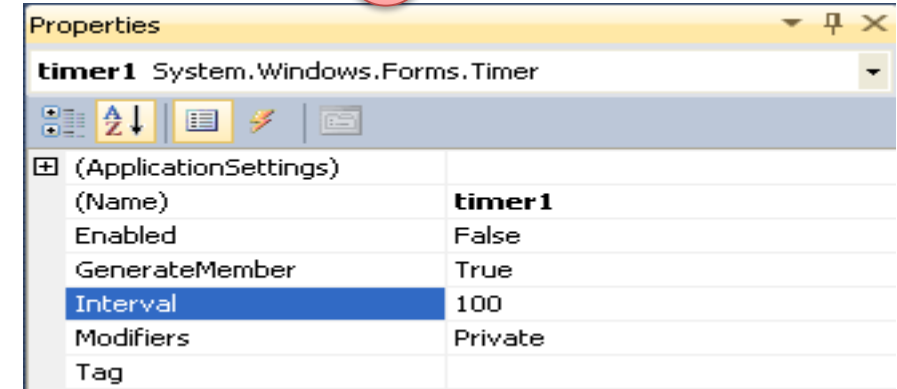 Properties
timer1 System.Windows.Forms.Timer
(ApplicationSettings)
(Name) timer1
Enabled False
GenerateMember True
Interval 100
Modifiers Private
Tag